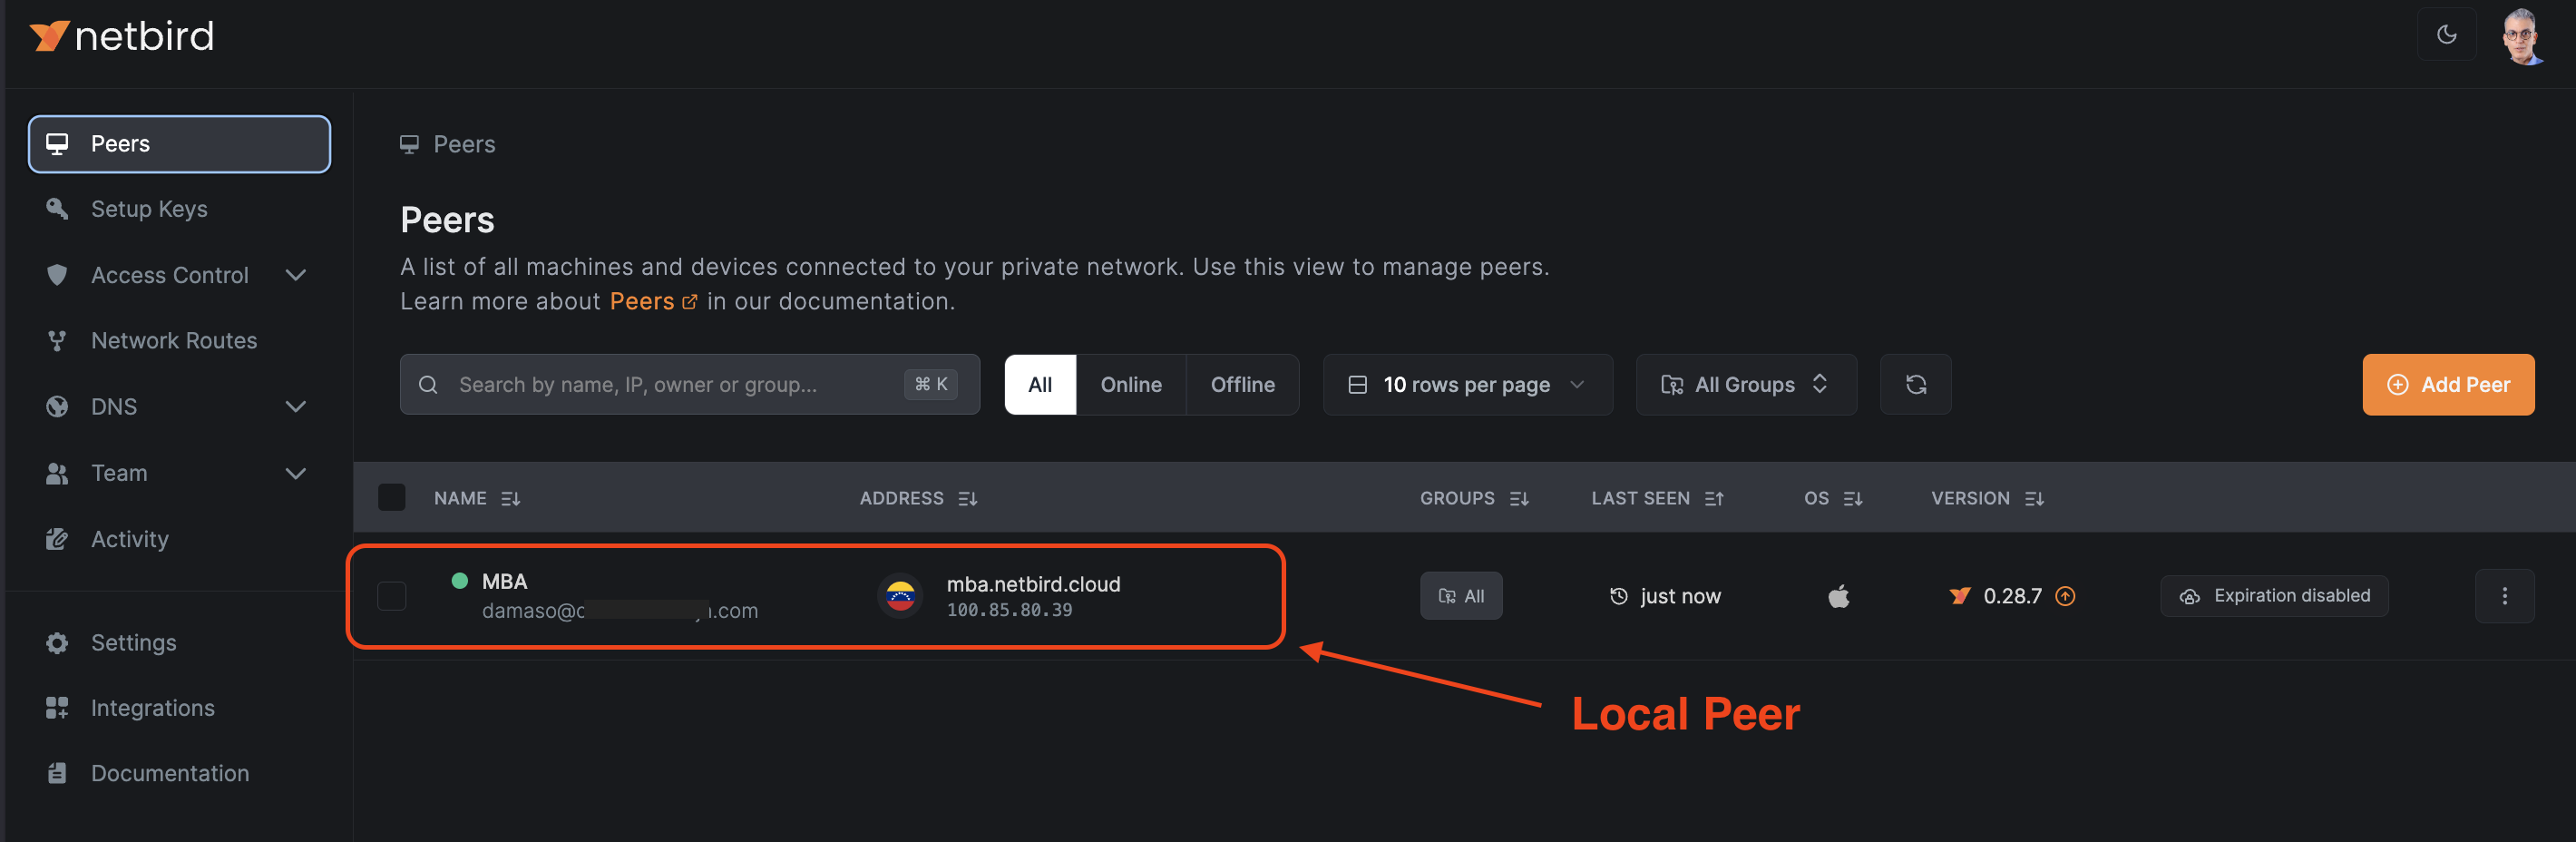 netbird
Peers
Setup Keys
Access Control
Network Routes
DNS
Team
Activity
Settings
Integrations
Documentation
Peers
Peers
A list of all machines and devices connected to your private network. Use this view to manage peers.
Learn more about Peers in our documentation.
Search by name, IP, owner or group... ⌘ K All Online Offline 10 rows per page All Groups Add Peer
NAME ADDRESS GROUPS LAST SEEN OS VERSION
MBA mba.netbird.cloud All just now 0.28.7 Expiration disabled
damaso@ .com 100.85.80.39
Local Peer